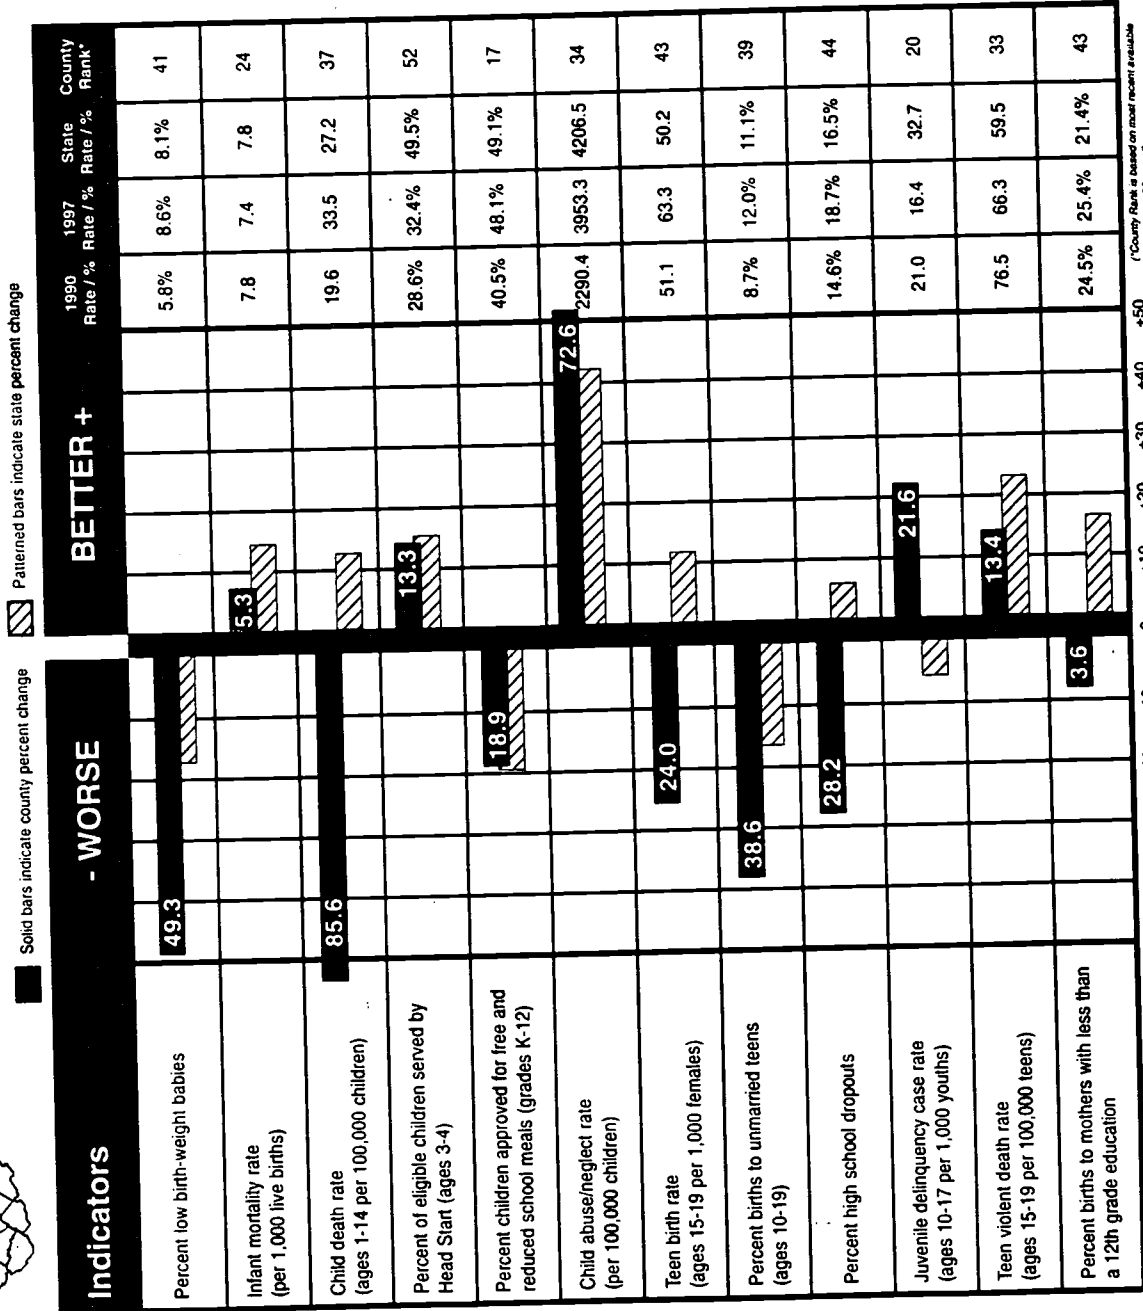 Solid bars indicate county percent change
Patterned bars indicate state percent change
Indicators
- WORSE
BETTER +
1990
Rate / %
1997
Rate / %
State
Rate / %
County
Rank*
Percent low birth-weight babies
49.3
5.8%
8.6%
8.1%
41
Infant mortality rate
(per 1,000 live births)
5.3
7.8
7.4
7.8
24
Child death rate
(ages 1-14 per 100,000 children)
85.6
19.6
33.5
27.2
37
Percent of eligible children served by
Head Start (ages 3-4)
13.3
28.6%
32.4%
49.5%
52
Percent children approved for free and
reduced school meals (grades K-12)
18.9
40.5%
48.1%
49.1%
17
Child abuse/neglect rate
(per 100,000 children)
72.6
2290.4
3953.3
4206.5
34
Teen birth rate
(ages 15-19 per 1,000 females)
24.0
51.1
63.3
50.2
43
Percent births to unmarried teens
(ages 10-19)
38.6
8.7%
12.0%
11.1%
39
Percent high school dropouts
28.2
14.6%
18.7%
16.5%
44
Juvenile delinquency case rate
(ages 10-17 per 1,000 youths)
21.6
21.0
16.4
32.7
20
Teen violent death rate
(ages 15-19 per 100,000 teens)
13.4
76.5
66.3
59.5
33
Percent births to mothers with less than
a 12th grade education
3.6
24.5%
25.4%
21.4%
43
+40
+50
(*County Rank is based on most recent available